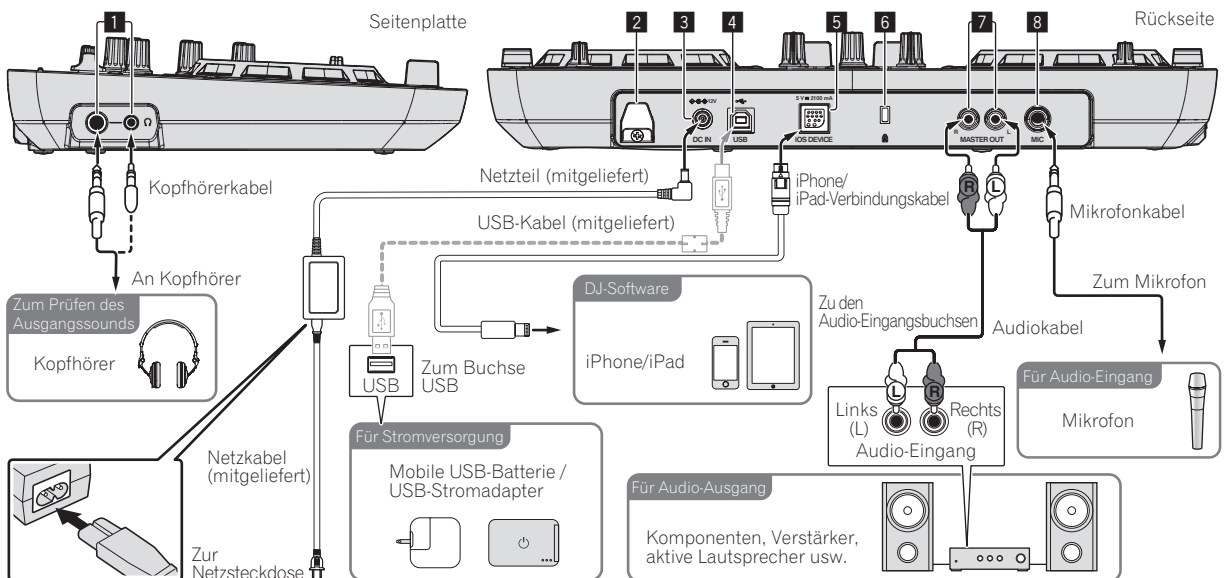 1
Seitenplatte
2
3
4
5
6
7
8
Rückseite
12V
5 V 2100 mA
DC IN
USB
IOS DEVICE
R
MASTER OUT
L
MIC
Kopfhörerkabel
Netzteil (mitgeliefert)
iPhone/
iPad-Verbindungskabel
R
L
Mikrofonkabel
USB-Kabel (mitgeliefert)
An Kopfhörer
Zum Prüfen des
Ausgangssounds
Kopfhörer
Zum Buchse
USB
USB
DJ-Software
iPhone/iPad
Zu den
Audio-Eingangsbuchsen
Audiokabel
Zum Mikrofon
Für Audio-Eingang
Mikrofon
L
R
Links
(L)
Rechts
(R)
Audio-Eingang
Netzkabel
(mitgeliefert)
Für Stromversorgung
Mobile USB-Batterie /
USB-Stromadapter
Für Audio-Ausgang
Komponenten, Verstärker,
aktive Lautsprecher usw.
Zur
Netzsteckdose